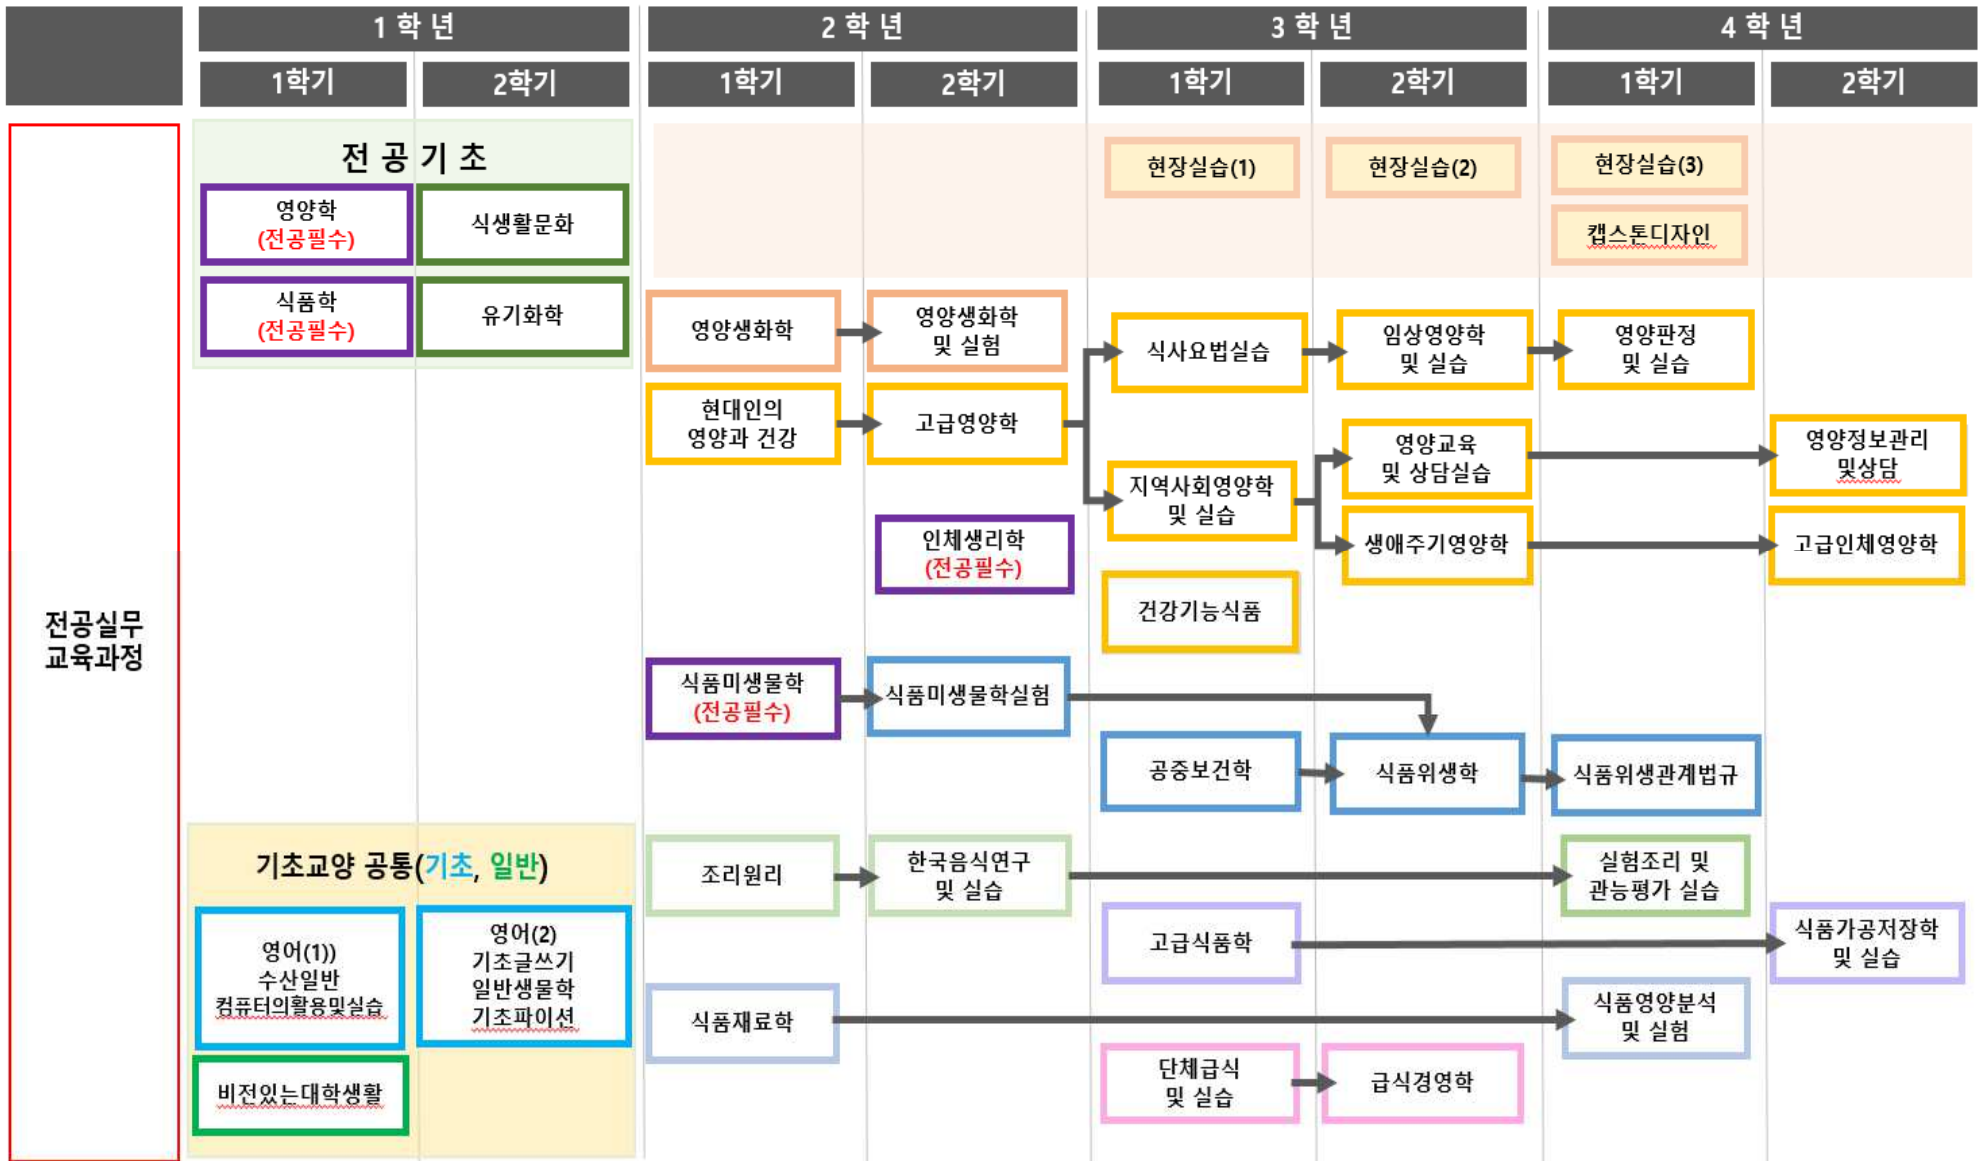 1 학 년
2 학 년
3 학 년
4 학 년
1학기
2학기
1학기
2학기
1학기
2학기
1학기
2학기
전공실무
교육과정
전 공 기 초
영양학
(전공필수)
식생활문화
식품학
(전공필수)
유기화학
현장실습(1)
현장실습(2)
현장실습(3)
캡스톤디자인
영양생화학
영양생화학
및 실험
식사요법실습
임상영양학
및 실습
영양판정
및 실습
현대인의
영양과 건강
고급영양학
지역사회영양학
및 실습
영양교육
및 상담실습
영양정보관리
및상담
인체생리학
(전공필수)
생애주기영양학
고급인체영양학
건강기능식품
식품미생물학
(전공필수)
식품미생물학실험
공중보건학
식품위생학
식품위생관계법규
기초교양 공통(기초, 일반)
영어(1))
수산일반
컴퓨터의활용및실습
영어(2)
기초글쓰기
일반생물학
기초파이션
비전있는대학생활
조리원리
한국음식연구
및 실습
실험조리 및
관능평가 실습
고급식품학
식품가공저장학
및 실습
식품재료학
식품영양분석
및 실험
단체급식
및 실습
급식경영학